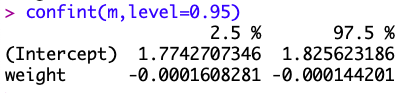 > confint(m,level=0.95)
2.5 % 97.5 %
(Intercept) 1.7742707346 1.825623186
weight -0.0001608281 -0.000144201